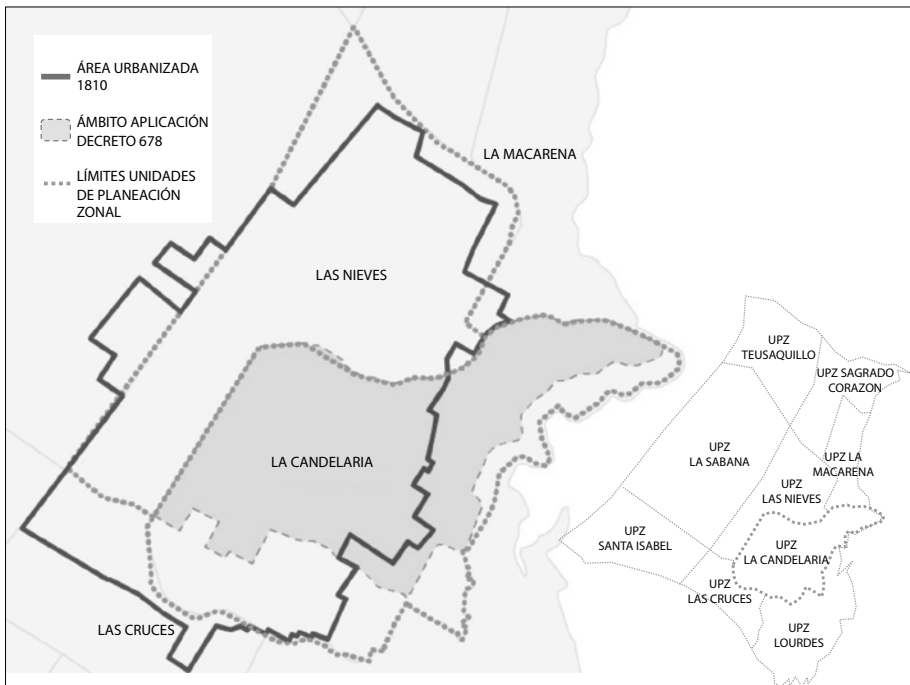 ÁREA URBANIZADA
1810
ÁMBITO APLICACIÓN
DECRETO 678
LÍMITES UNIDADES
DE PLANEACIÓN
ZONAL
LA MACARENA
LAS NIEVES
LA CANDELARIA
LAS CRUCES
UPZ
TEUSAQUILLO
UPZ SAGRADO
CORAZON
UPZ
LA SABANA
UPZ LA
MACARENA
UPZ
LAS NIEVES
UPZ
SANTA ISABEL
UPZ
LA CANDELARIA
UPZ
LAS CRUCES
UPZ
LOURDES